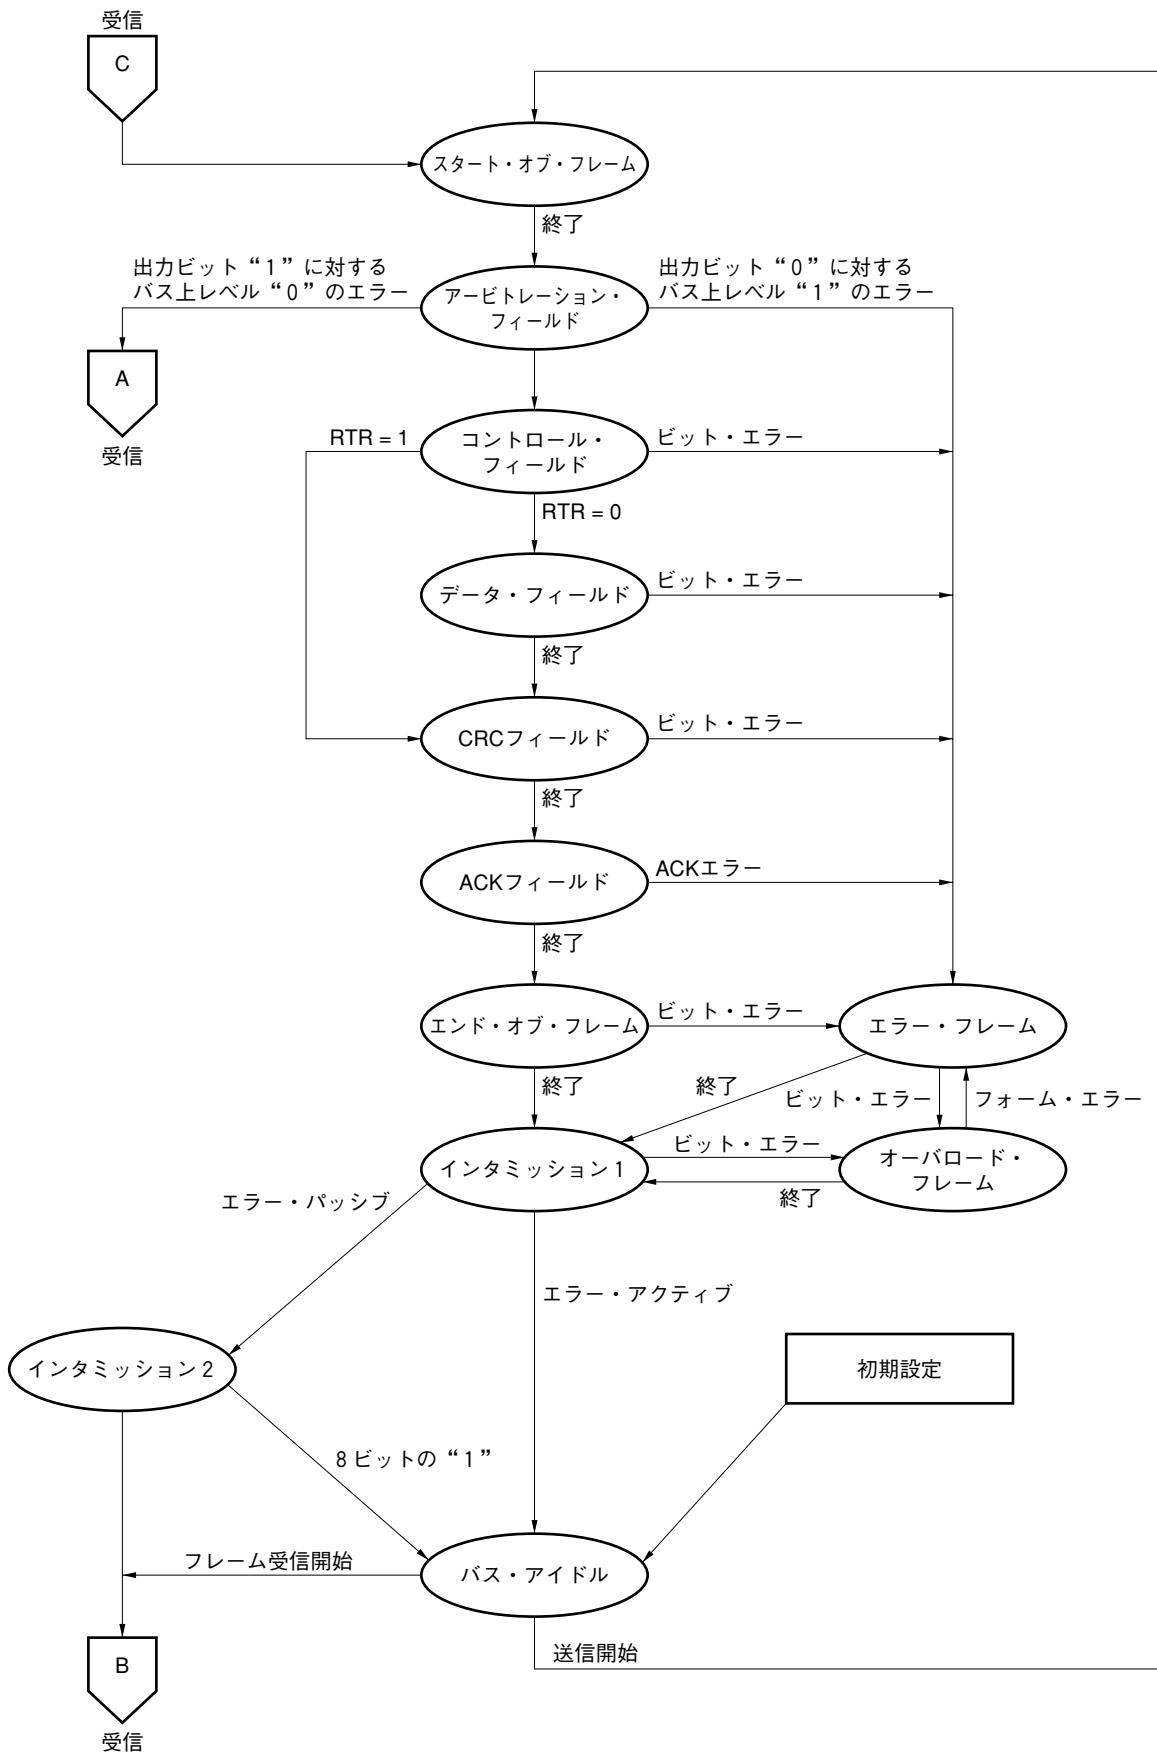 受信
C
スタート・オブ・フレーム
終了
出力ビット“1”に対する
バス上レベル“0”のエラー
アービトレーション・
フィールド
出力ビット“0”に対する
バス上レベル“1”のエラー
A
受信
RTR = 1
コントロール・
フィールド
ビット・エラー
RTR = 0
データ・フィールド
ビット・エラー
終了
CRCフィールド
ビット・エラー
終了
ACKフィールド
ACKエラー
終了
エンド・オブ・フレーム
ビット・エラー
エラー・フレーム
終了
終了
ビット・エラー
フォーム・エラー
インタミッション1
ビット・エラー
終了
オーバロード・
フレーム
エラー・パッシブ
エラー・アクティブ
インタミッション2
初期設定
8ビットの“1”
フレーム受信開始
バス・アイドル
送信開始
B
受信